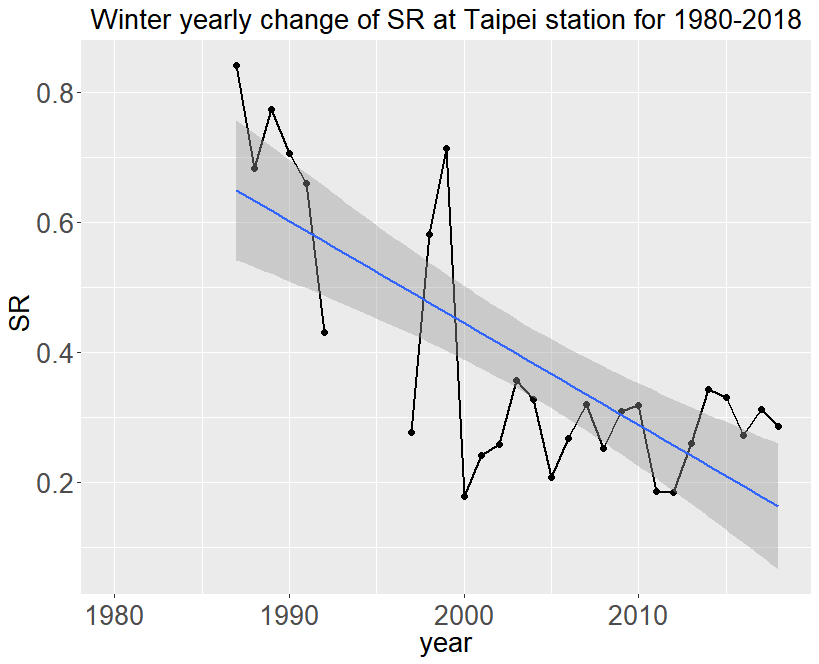 Winter yearly change of SR at Taipei station for 1980-2018
SR
0.8
0.6
0.4
0.2
1980 1990 2000 2010
year